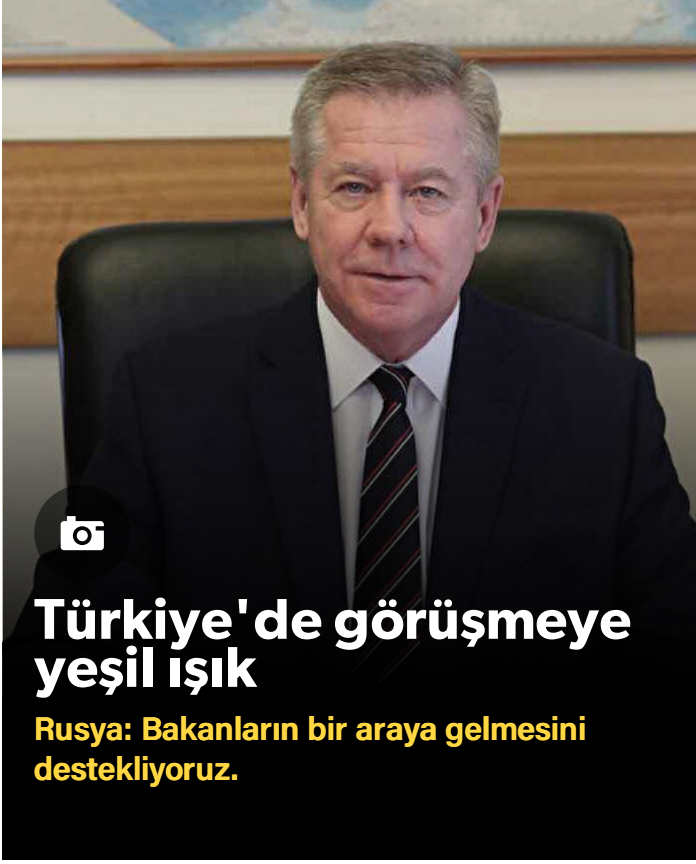 Türkiye'de görüşmeye
yeşil ışık
Rusya: Bakanların bir araya gelmesini
destekliyoruz.